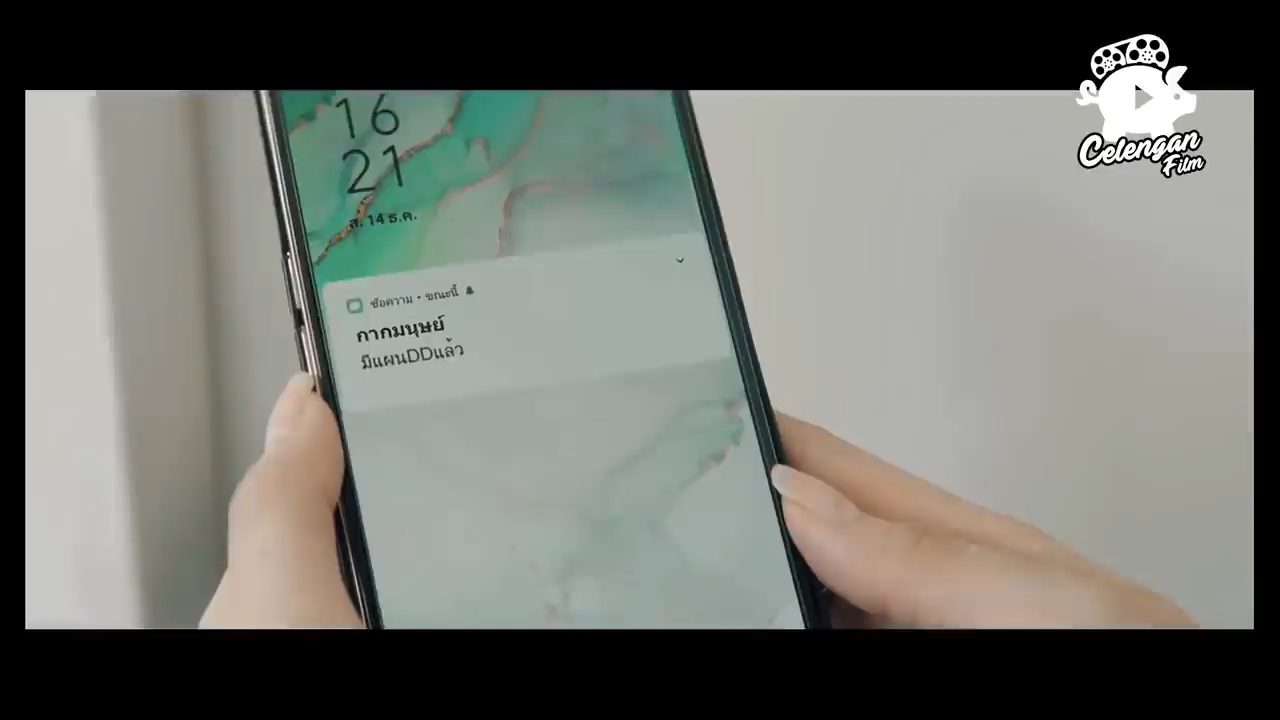 Celengan
Film
16
21
ส. 14 ธ.ค.
ข้อความ • ขณะนี้
กากมนุษย์
มีแผนDDแล้ว